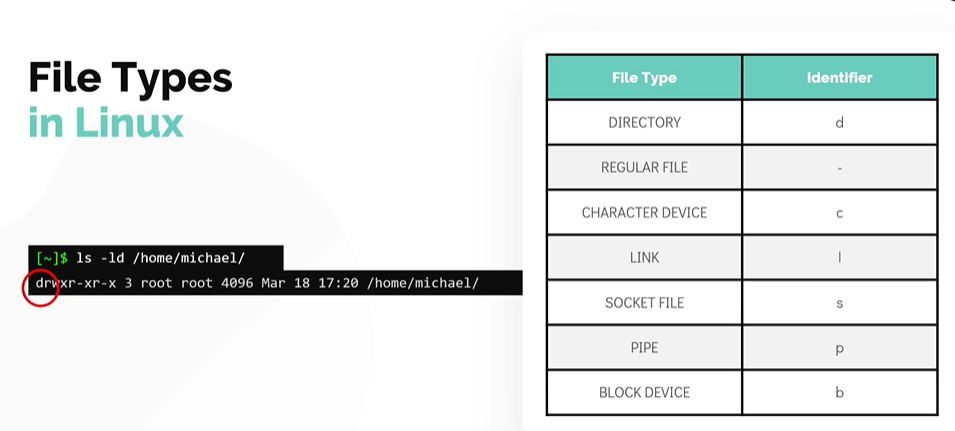 File Types
in Linux
[~]$ ls -ld /home/michael/
drwxr-xr-x 3 root root 4096 Mar 18 17:20 /home/michael/
File Type Identifier
DIRECTORY d
REGULAR FILE -
CHARACTER DEVICE c
LINK l
SOCKET FILE s
PIPE p
BLOCK DEVICE b